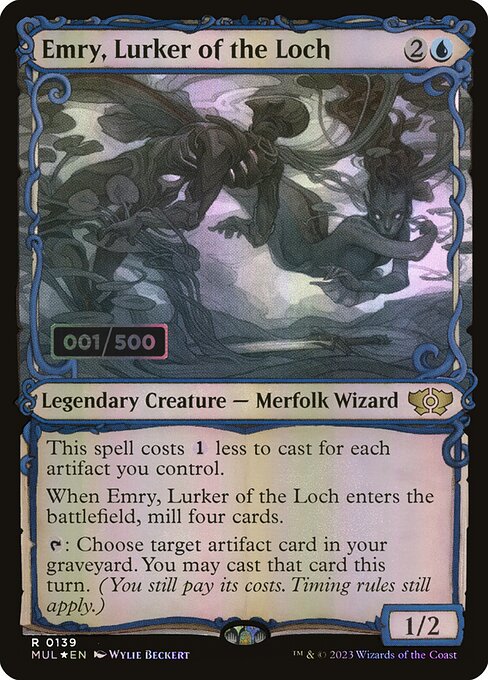 Emry, Lurker of the Loch 2
001/500
Legendary Creature — Merfolk Wizard
This spell costs 1 less to cast for each
artifact you control.
When Emry, Lurker of the Loch enters the
battlefield, mill four cards.
: Choose target artifact card in your
graveyard. You may cast that card this
turn. (You still pay its costs. Timing rules still
apply.)
1/2
R 0139
MUL★EN Wylie Beckert
™ & © 2023 Wizards of the Coast